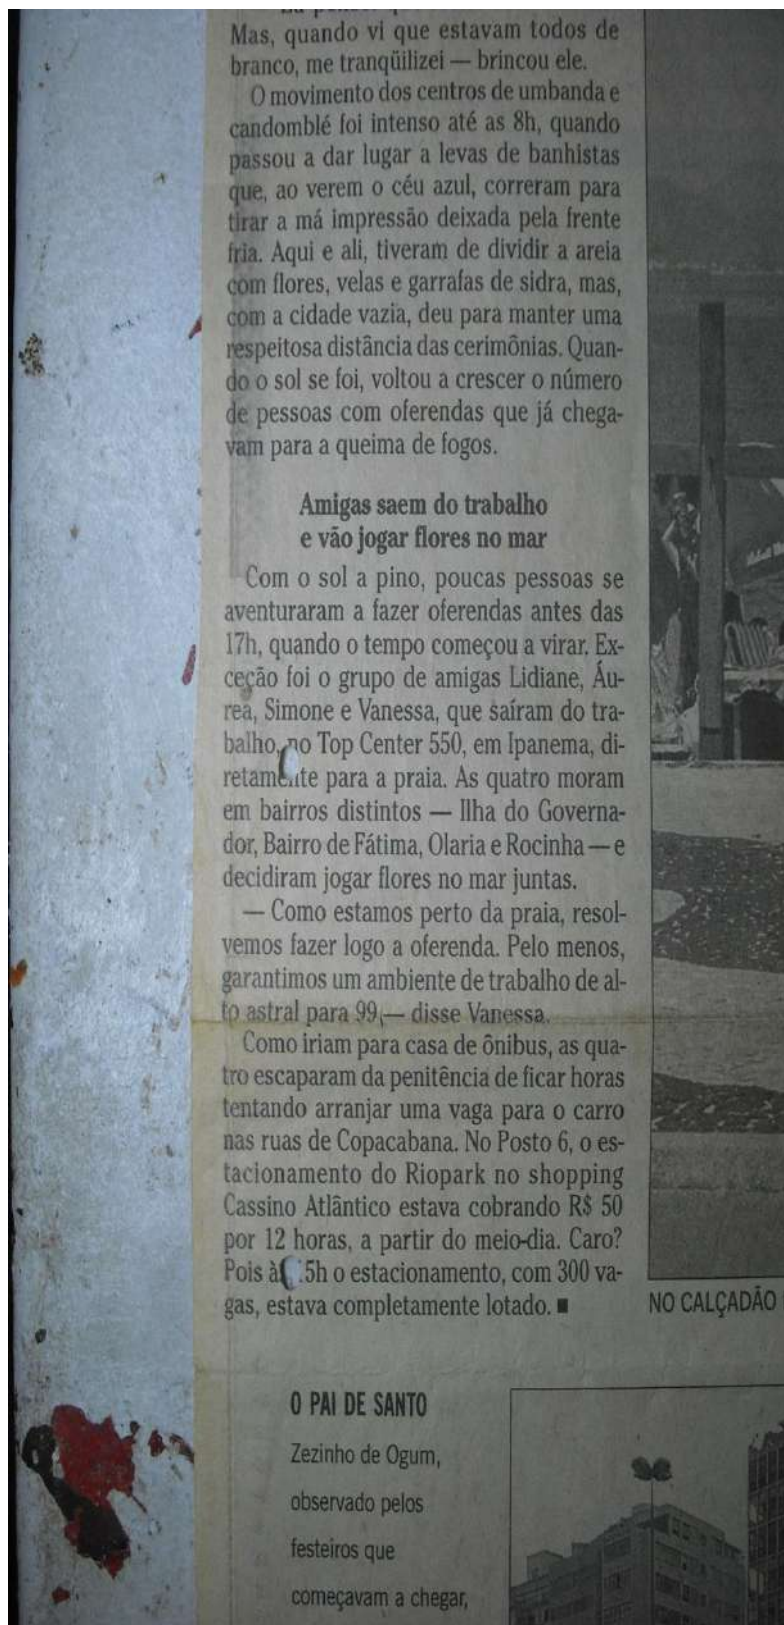 Mas, quando vi que estavam todos de
branco, me tranqüilizei — brincou ele.
O movimento dos centros de umbanda e
candomblé foi intenso até as 8h, quando
passou a dar lugar a levas de banhistas
que, ao verem o céu azul, correram para
tirar a má impressão deixada pela frente
fria. Aqui e ali, tiveram de dividir a areia
com flores, velas e garrafas de sidra, mas,
com a cidade vazia, deu para manter uma
respeitosa distância das cerimônias. Quan-
do o sol se foi, voltou a crescer o número
de pessoas com oferendas que já chega-
vam para a queima de fogos.
Amigas saem do trabalho
e vão jogar flores no mar
Com o sol a pino, poucas pessoas se
aventuraram a fazer oferendas antes das
17h, quando o tempo começou a virar. Ex-
ceção foi o grupo de amigas Lidiane, Áu-
rea, Simone e Vanessa, que saíram do tra-
balho, no Top Center 550, em Ipanema, di-
retamente para a praia. As quatro moram
em bairros distintos — Ilha do Governa-
dor, Bairro de Fátima, Olaria e Rocinha — e
decidiram jogar flores no mar juntas.
— Como estamos perto da praia, resol-
vemos fazer logo a oferenda. Pelo menos,
garantimos um ambiente de trabalho de al-
to astral para 99,— disse Vanessa.
Como iriam para casa de ônibus, as qua-
tro escaparam da penitência de ficar horas
tentando arranjar uma vaga para o carro
nas ruas de Copacabana. No Posto 6, o es-
tacionamento do Riopark no shopping
Cassino Atlântico estava cobrando R$ 50
por 12 horas, a partir do meio-dia. Caro?
Pois o estacionamento, com 300 va-
gas, estava completamente lotado. ■
NO CALÇADÃO
O PAI DE SANTO
Zezinho de Ogum,
observado pelos
festeiros que
começavam a chegar,